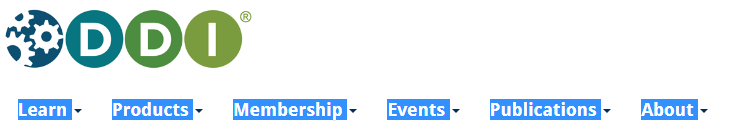 DDI®
Learn Products Membership Events Publications About